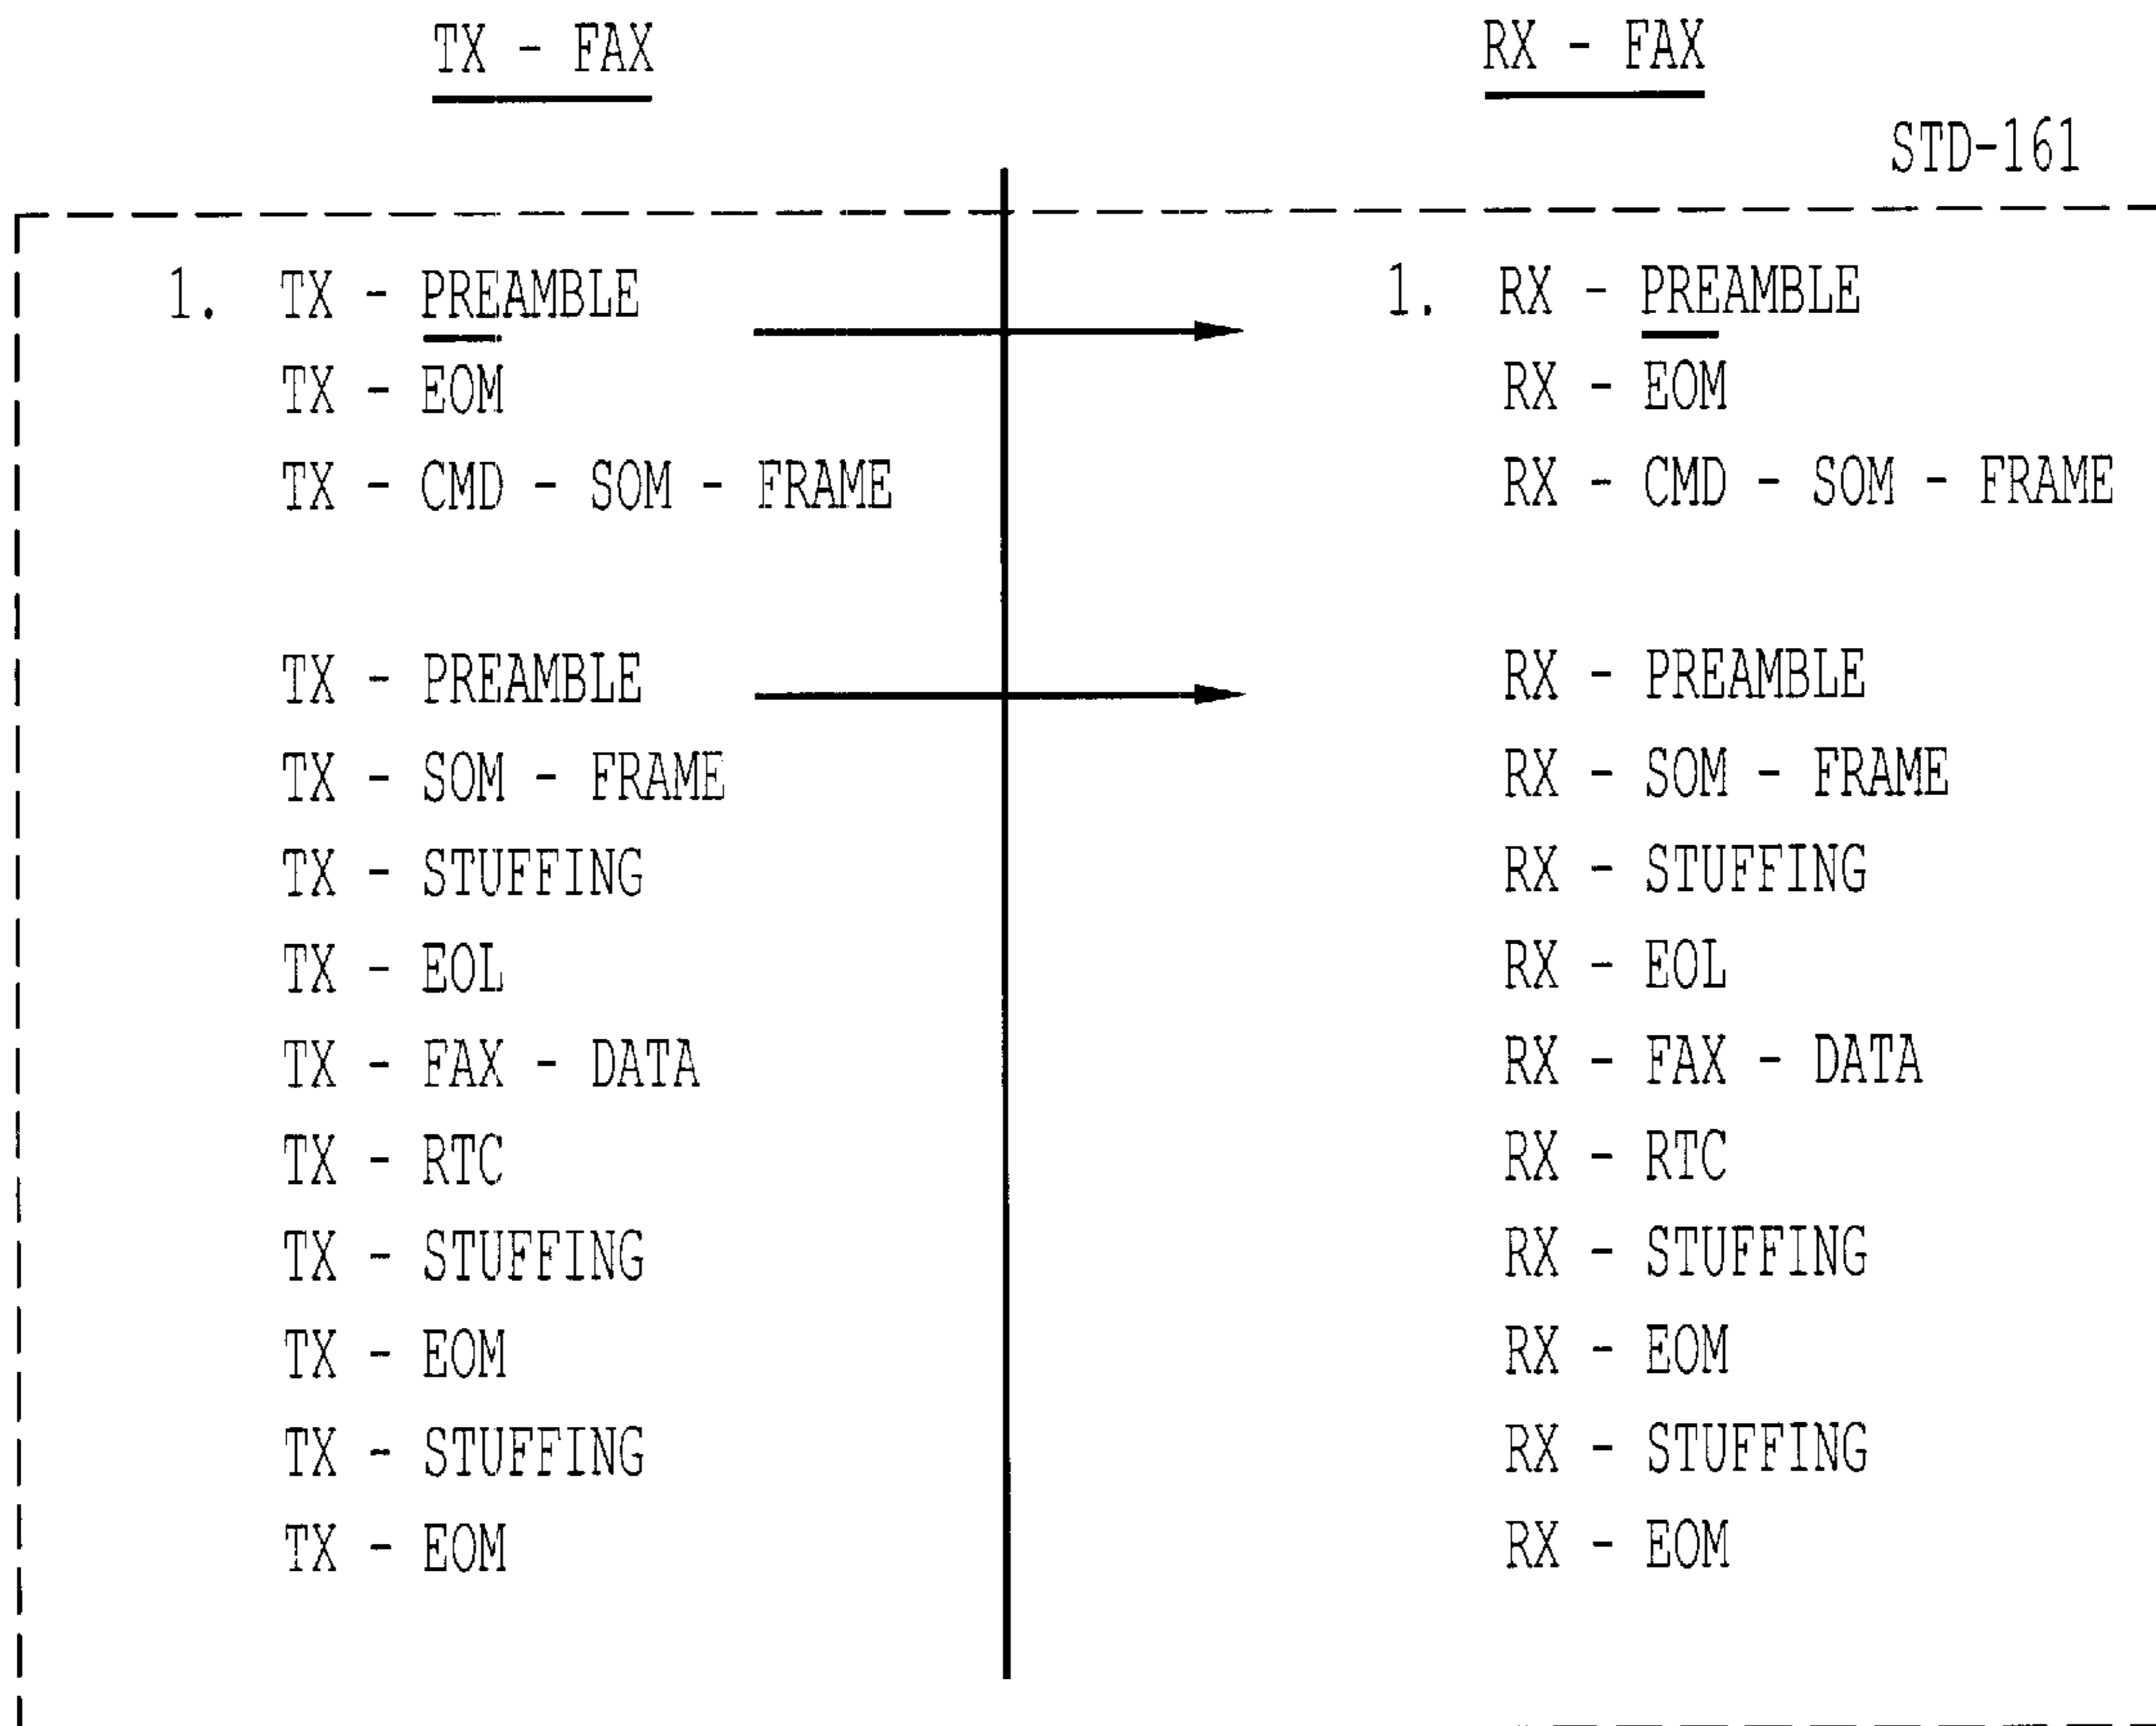 TX - FAX
RX - FAX
STD-161
1. TX - PREAMBLE
TX - EOM
TX - CMD - SOM - FRAME
TX - PREAMBLE
TX - SOM - FRAME
TX - STUFFING
TX - EOL
TX - FAX - DATA
TX - RTC
TX - STUFFING
TX - EOM
TX - STUFFING
TX - EOM
1. RX - PREAMBLE
RX - EOM
RX - CMD - SOM - FRAME
RX - PREAMBLE
RX - SOM - FRAME
RX - STUFFING
RX - EOL
RX - FAX - DATA
RX - RTC
RX - STUFFING
RX - EOM
RX - STUFFING
RX - EOM